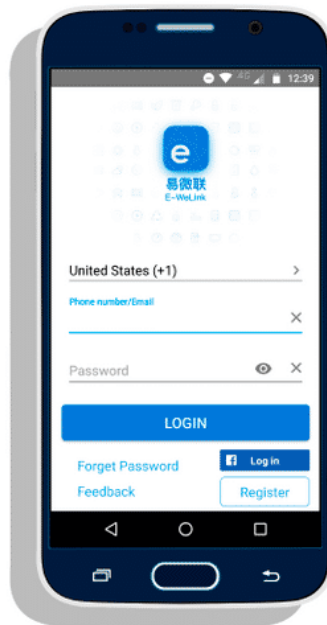 4G 12:39
e
易微联
E-WeLink
United States (+1)
Phone number/Email
Password
LOGIN
Forget Password
f Log in
Feedback
Register